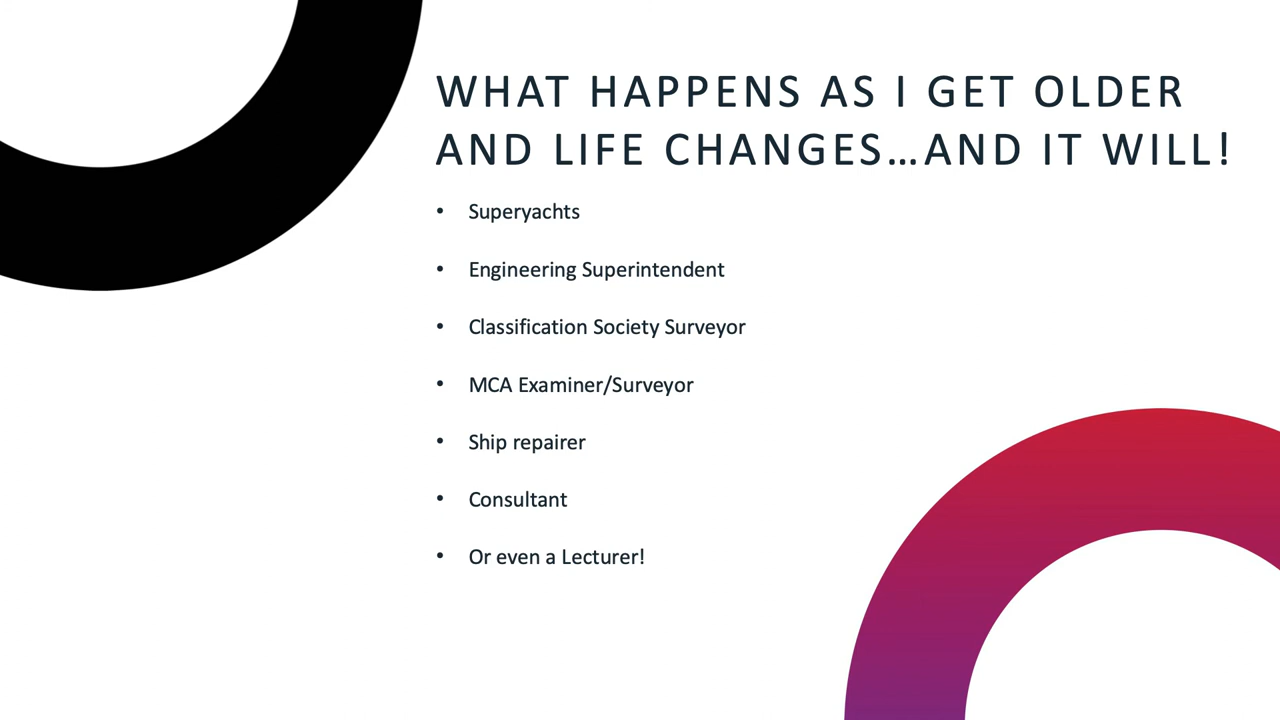 WHAT HAPPENS AS I GET OLDER
AND LIFE CHANGES…AND IT WILL!
• Superyachts
• Engineering Superintendent
• Classification Society Surveyor
• MCA Examiner/Surveyor
• Ship repairer
• Consultant
• Or even a Lecturer!